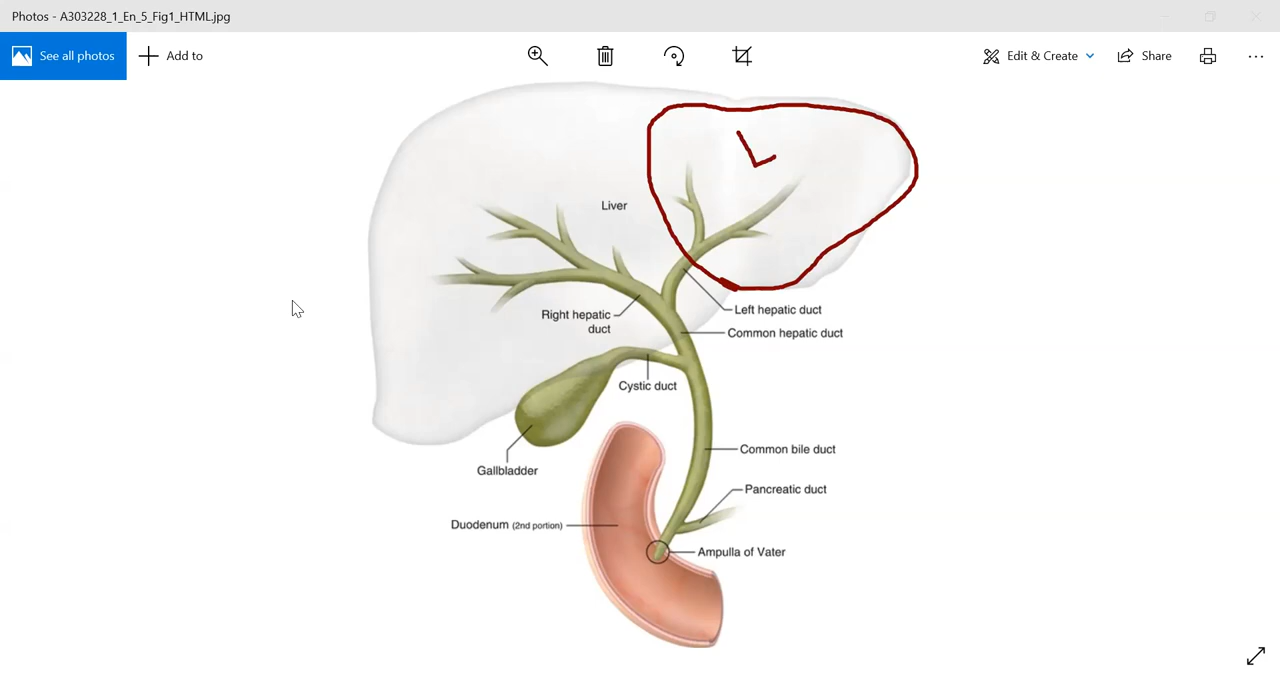 Photos - A303228_1_En_5_Fig1_HTML.jpg
See all photos
Add to
Edit & Create
Share
L
Liver
Right hepatic
duct
Left hepatic duct
Common hepatic duct
Cystic duct
Common bile duct
Gallbladder
Pancreatic duct
Duodenum (2nd portion)
Ampulla of Vater